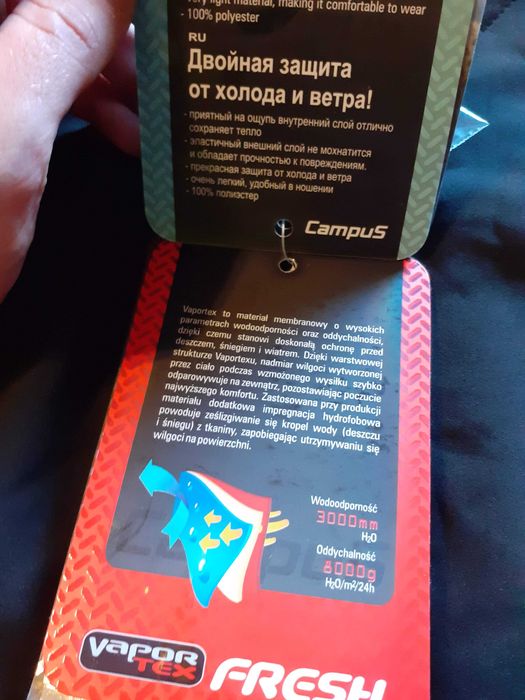 very light material, making it comfortable to wear
- 100% polyester
RU
Двойная защита
от холода и ветра!
- приятный на ощупь внутренний слой отлично
сохраняет тепло
- эластичный внешний слой не мохнатится
и обладает прочностью к повреждениям.
- прекрасная защита от холода и ветра
- очень легкий, удобный в ношении
- 100% полиэстер
CampuS
Vaportex to materiał membranowy o wysokich
parametrach wodoodporności oraz oddychalności,
dzięki czemu stanowi doskonałą ochronę przed
deszczem, śniegiem i wiatrem. Dzięki warstwowej
strukturze Vaportexu, nadmiar wilgoci wytworzonej
przez ciało podczas wzmożonego wysiłku szybko
odparowywuje na zewnątrz, pozostawiając poczucie
najwyższego komfortu. Zastosowana przy produkcji
materiału dodatkowa impregnacja hydrofobowa
powoduje ześlizgiwanie się kropel wody (deszczu
i śniegu) z tkaniny, zapobiegając utrzymywaniu się
wilgoci na powierzchni.
Wodoodporność
3000mm
H₂O
Oddychalność
8000g
H₂O/m²/24h
CampuS
VAPOR
TEX
FRESH